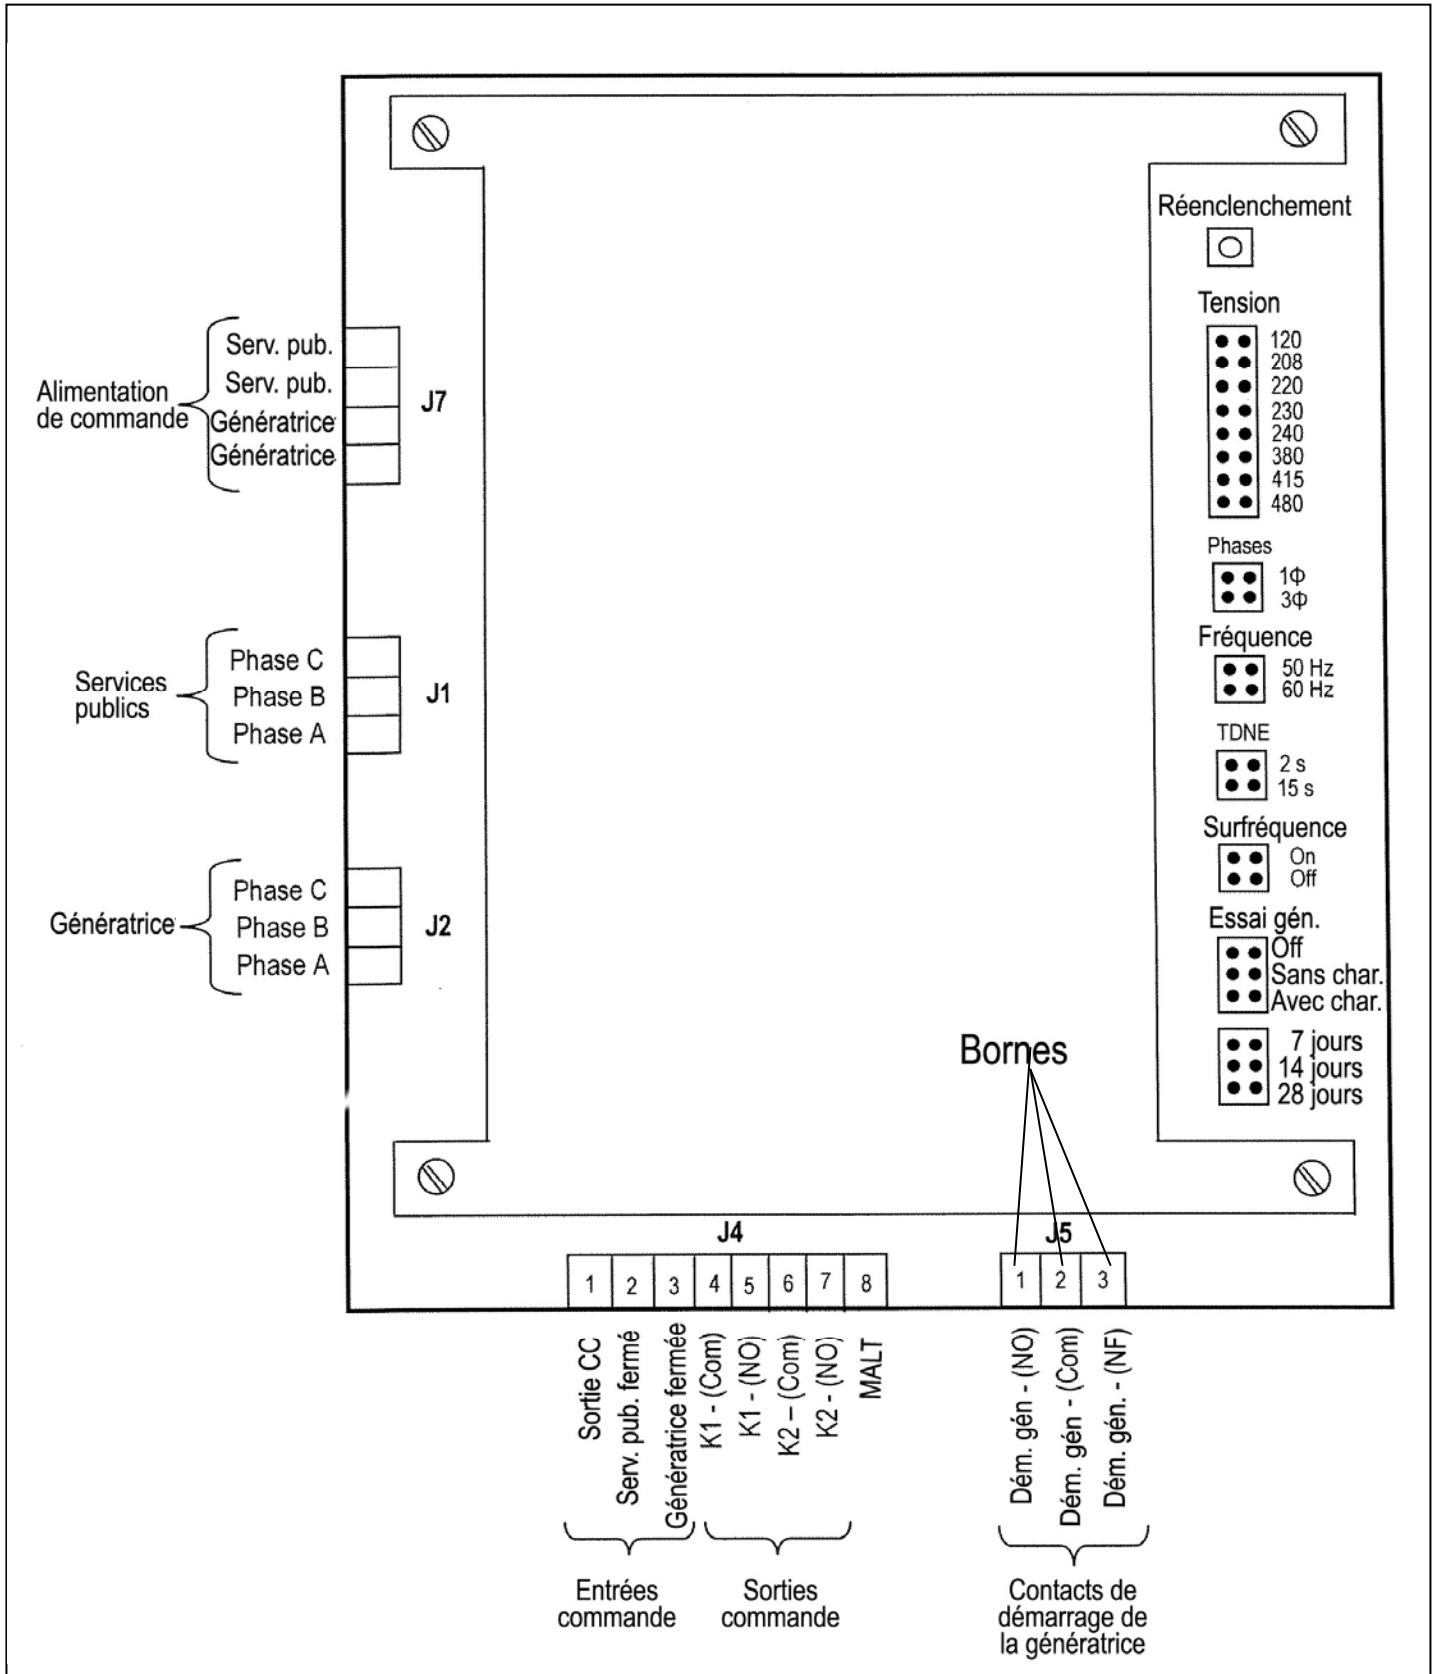 Réenclenchement
Tension
120
208
220
230
240
380
415
480
Phases
1Φ
3Φ
Fréquence
50 Hz
60 Hz
TDNE
2 s
15 s
Surfréquence
On
Off
Essai gén.
Off
Sans char.
Avec char.
7 jours
14 jours
28 jours
Alimentation
de commande
Serv. pub.
Serv. pub.
Génératrice
Génératrice
J7
Services
publics
Phase C
Phase B
Phase A
J1
Génératrice
Phase C
Phase B
Phase A
J2
Bornes
J4
1 2 3 4 5 6 7 8
Sortie CC
Serv. pub. fermé
Génératrice fermée
K1 - (Com)
K1 - (NO)
K2 – (Com)
K2 - (NO)
MALT
Entrées
commande
Sorties
commande
J5
1 2 3
Dém. gén - (NO)
Dém. gén - (Com)
Dém. gén. - (NF)
Contacts de
démarrage de
la génératrice